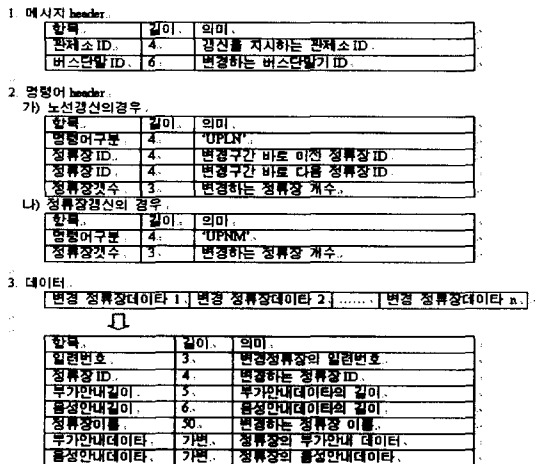 1. 메시지 header
항목 길이 의미
관제소 ID 4 갱신을 지시하는 관제소 ID
버스단말 ID 6 변경하는 버스단말기 ID
2. 명령어 header
가) 노선갱신의경우
항목 길이 의미
명령어구분 4 'UPLN'
정류장 ID 4 변경구간 바로 이전 정류장 ID
정류장 ID 4 변경구간 바로 다음 정류장 ID
정류장갯수 3 변경하는 정류장 개수
나) 정류장갱신의 경우
항목 길이 의미
명령어구분 4 'UPNM'
정류장갯수 3 변경하는 정류장 개수
3. 데이터
변경 정류장데이타 1 변경 정류장데이타 2 ...... 변경 정류장데이타 n
항목 길이 의미
일련번호 3 변경정류장의 일련번호
정류장 ID 4 변경하는 정류장 ID
부가안내길이 5 부가안내데이타의 길이
음성안내길이 6 음성안내데이타의 길이
정류장이름 50 변경하는 정류장 이름
부가안내데이타 가변 정류장의 부가안내 데이터
음성안내데이타 가변 정류장의 음성안내데이타